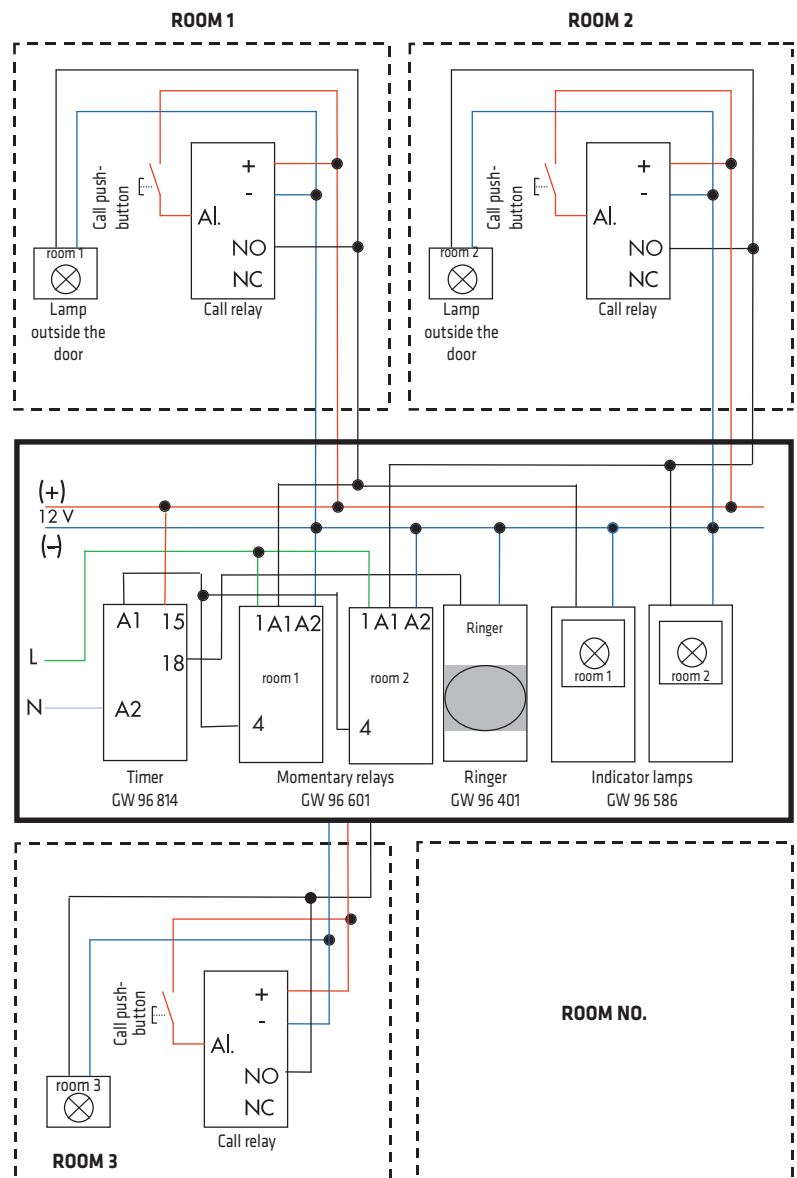 ROOM 1
ROOM 2
Call push-
button
+
-
Al.
NO
NC
room 1
Lamp
outside the
door
Call relay
Call push-
button
+
-
Al.
NO
NC
room 2
Lamp
outside the
door
Call relay
(+)
12 V
(-)
L
N
A1 15
18
A2
Timer
GW 96 814
1 A1 A2
room 1
4
1 A1 A2
room 2
4
Momentary relays
GW 96 601
Ringer
Ringer
GW 96 401
room 1
room 2
Indicator lamps
GW 96 586
Call push-
button
+
-
Al.
NO
NC
room 3
Call relay
ROOM 3
ROOM NO.